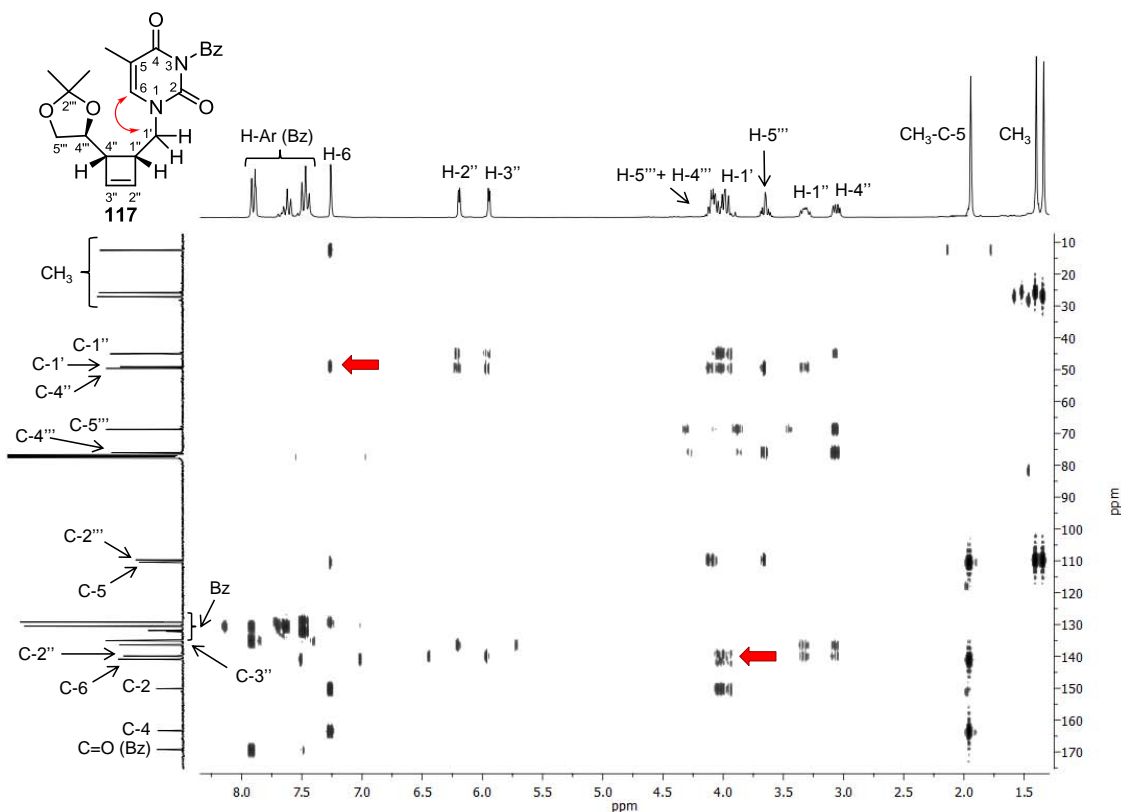 O
Bz
4
N
3
5
2'''
6
1
N
2
O
O
O
1'
H
5'''
4'''
4''
1''
H
H
H
3''
2''
117
H-Ar (Bz)
H-6
H-2''
H-3''
H-5'''+ H-4'''
H-1'
H-5'''
H-1''
H-4''
CH3-C-5
CH3
CH3
C-1''
C-1'
C-4''
C-5'''
C-4'''
C-2'''
C-5
Bz
C-2''
C-6
C-3''
C-2
C-4
C=O (Bz)
10
20
30
40
50
60
70
80
90
100
110
120
130
140
150
160
170
ppm
8.0 7.5 7.0 6.5 6.0 5.5 5.0 4.5 4.0 3.5 3.0 2.5 2.0 1.5
ppm